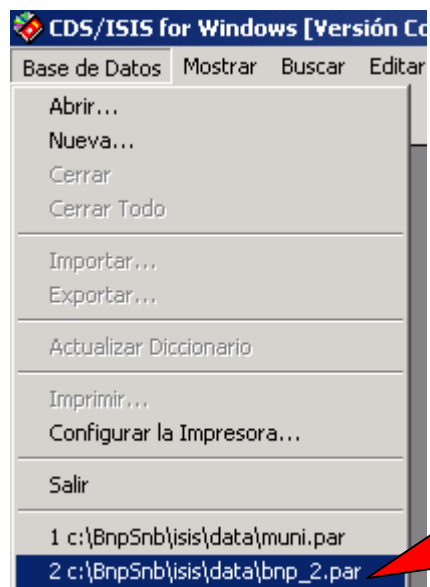 CDS/ISIS for Windows [Versión Co
Base de Datos Mostrar Buscar Editar
Abrir...
Nueva...
Cerrar
Cerrar Todo
Importar...
Exportar...
Actualizar Diccionario
Imprimir...
Configurar la Impresora...
Salir
1 c:\BnpSnb\isis\data\muni.par
2 c:\BnpSnb\isis\data\bnp_2.par